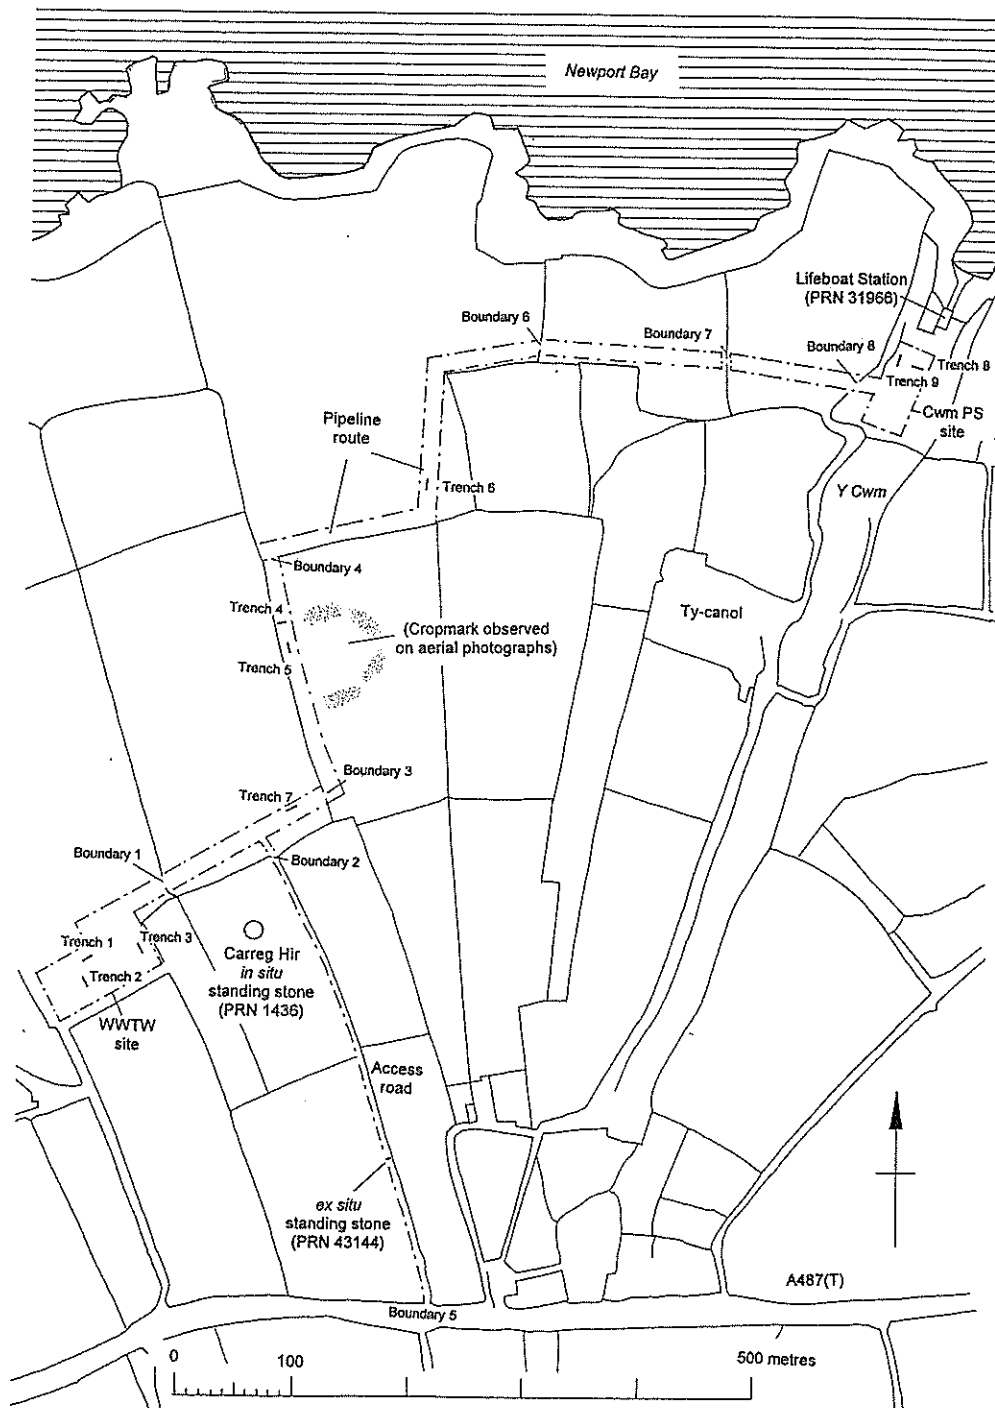 Newport Bay
Lifeboat Station
(PRN 31966)
Boundary 6
Boundary 7
Boundary 8
Trench 8
Trench 9
Cwm PS
site
Pipeline
route
Trench 6
Y Cwm
Boundary 4
Trench 4
Ty-canol
(Cropmark observed
on aerial photographs)
Trench 5
Boundary 3
Trench 7
Boundary 1
Boundary 2
Trench 1
Trench 3
Carreg Hir
in situ
standing stone
(PRN 1436)
Trench 2
WWTW
site
Access
road
ex situ
standing stone
(PRN 43144)
A487(T)
Boundary 5
0
100
500 metres